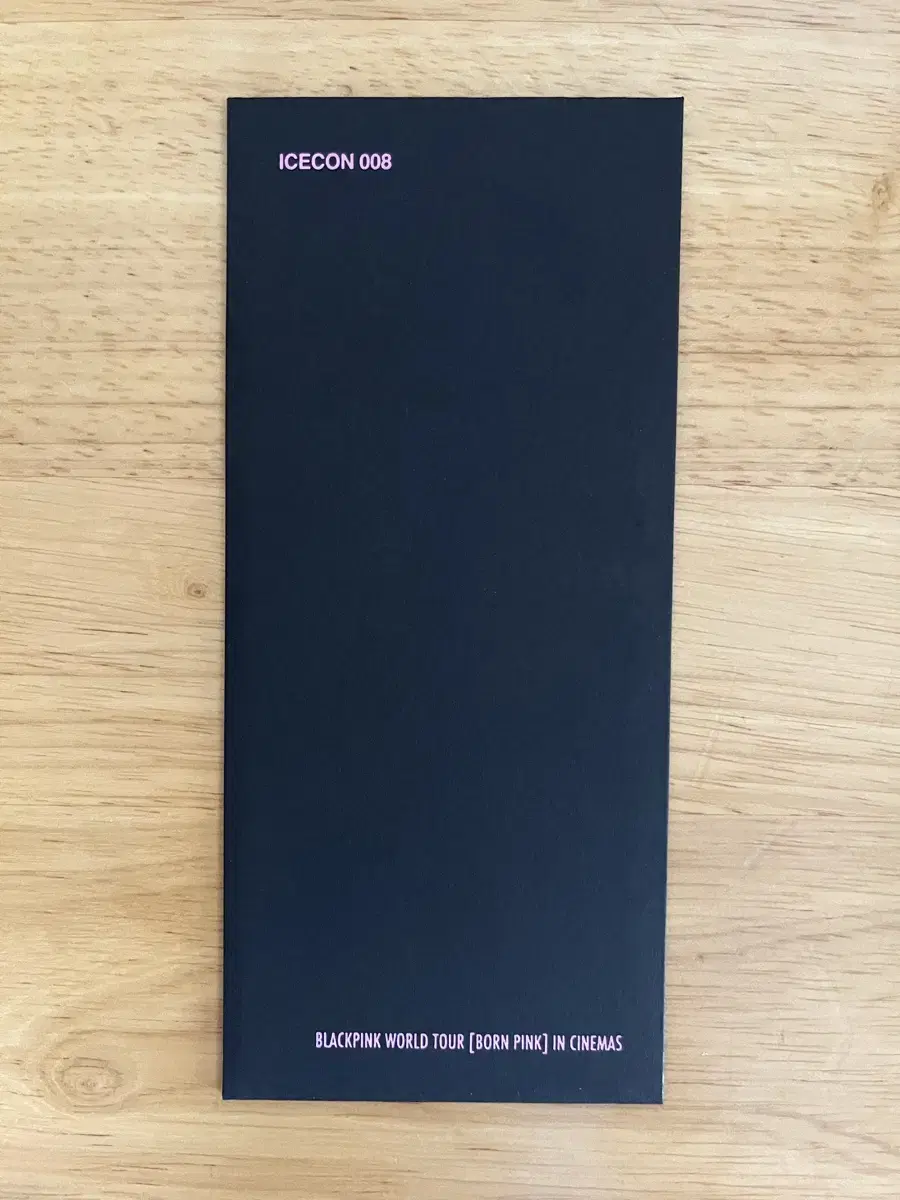 ICECON 008
BLACKPINK WORLD TOUR [BORN PINK] IN CINEMAS